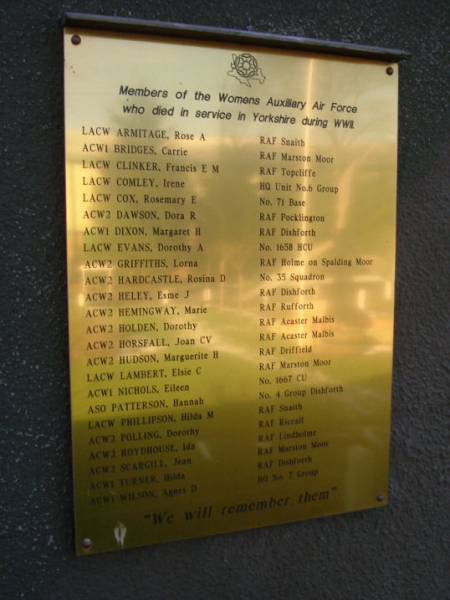 Members of the Womens Auxiliary Air Force
who died in service in Yorkshire during WWII.
LACW ARMITAGE, Rose A RAF Snaith
ACW1 BRIDGES, Carrie RAF Marston Moor
LACW CLINKER, Francis E M RAF Topcliffe
LACW COMLEY, Irene HQ Unit No.6 Group
LACW COX, Rosemary E No. 71 Base
ACW2 DAWSON, Dora R RAF Pocklington
ACW1 DIXON, Margaret H RAF Dishforth
LACW EVANS, Dorothy A No. 1658 HCU
ACW2 GRIFFITHS, Lorna RAF Holme on Spalding Moor
ACW2 HARDCASTLE, Rosina D No. 35 Squadron
ACW2 HELEY, Esme J RAF Dishforth
ACW2 HEMINGWAY, Marie RAF Rufforth
ACW2 HOLDEN, Dorothy RAF Acaster Malbis
ACW2 HORSFALL, Joan CV RAF Acaster Malbis
ACW2 HUDSON, Marguerite H RAF Driffield
LACW LAMBERT, Elsie C RAF Marston Moor
ACW1 NICHOLS, Eileen No. 1667 CU
ASO PATTERSON, Hannah No. 4 Group Dishforth
LACW PHILLIPSON, Hilda M RAF Snaith
ACW2 POLLING, Dorothy RAF Riccall
ACW2 ROYDHOUSE, Ida RAF Lindholme
ACW2 SCARGILL, Jean RAF Marston Moor
ACW1 TURNER, Hilda RAF Dishforth
ACW1 WILSON, Agnes D HQ No. 7 Group
"We will remember them"